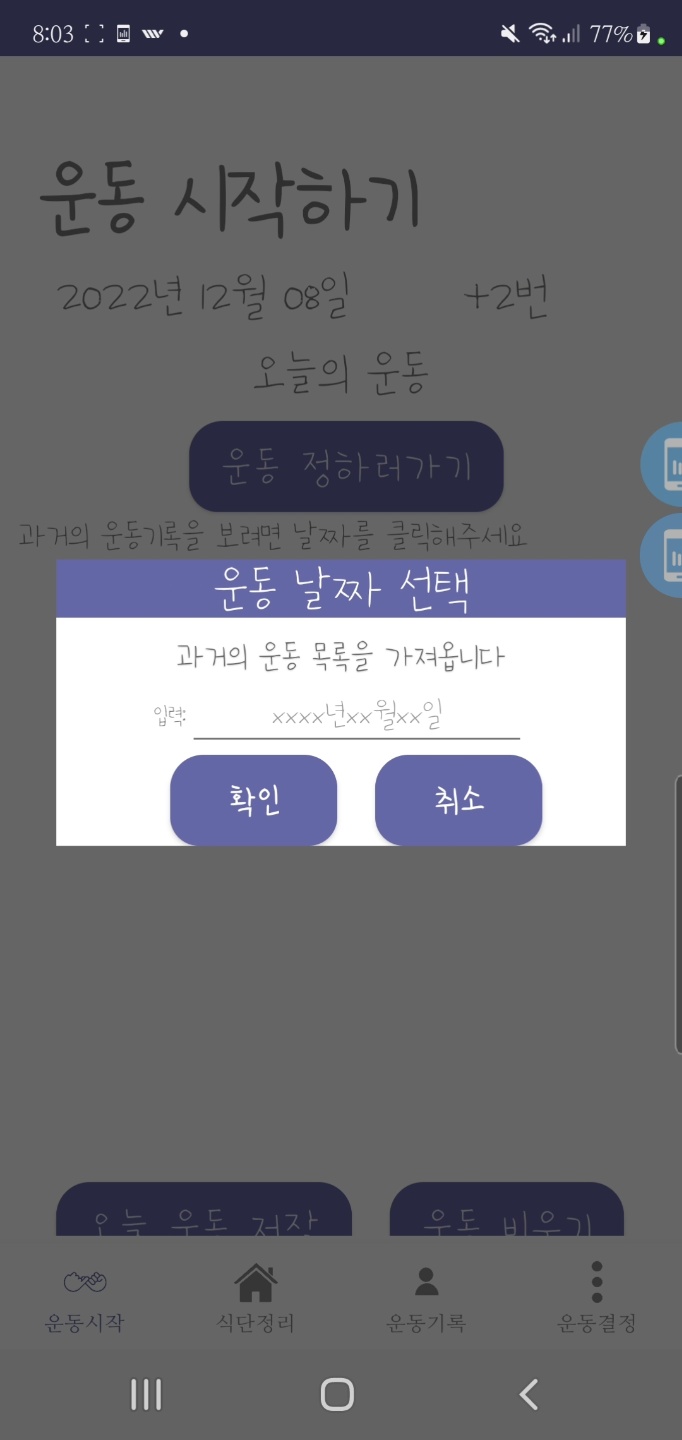 8:03 77%
운동 시작하기
2022년 12월 08일 +2번
오늘의 운동
운동 정하러가기
과거의 운동기록을 보려면 날짜를 클릭해주세요
운동 날짜 선택
과거의 운동 목록을 가져옵니다
입력: xxxx년xx월xx일
확인 취소
오늘 운동 저장 운동 비우기
운동시작 식단정리 운동기록 운동결정